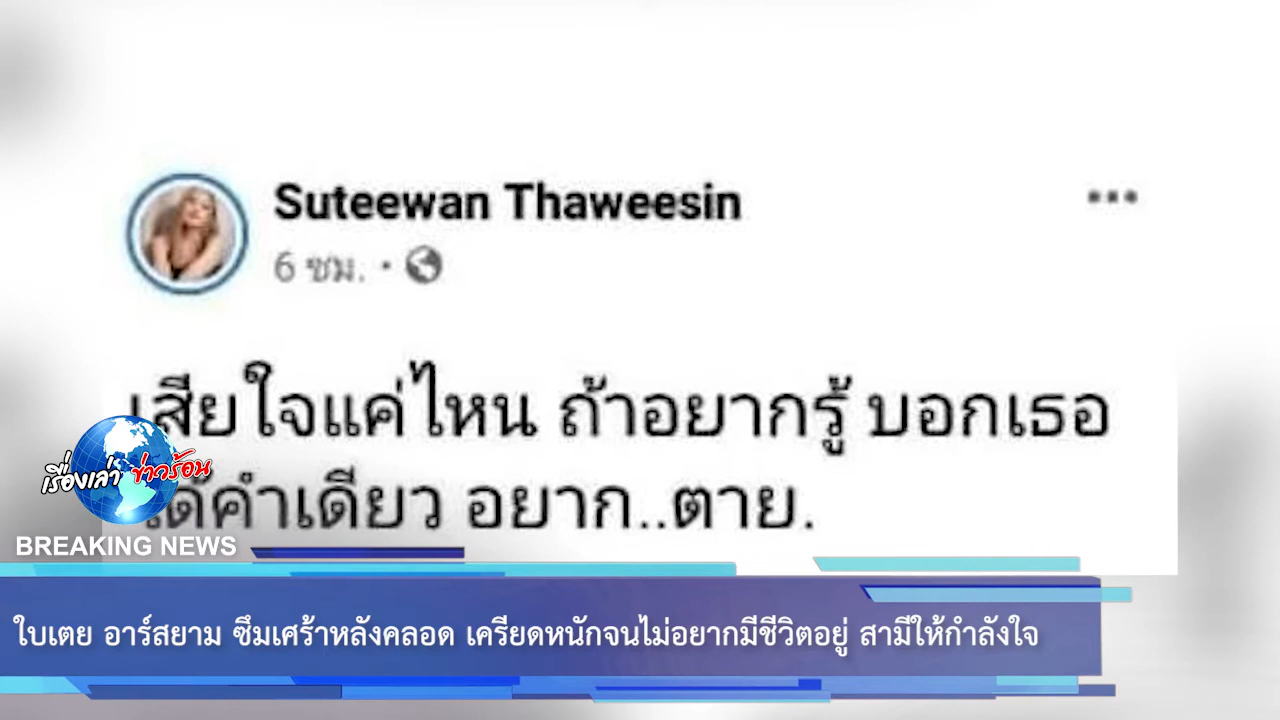 Suteewan Thaweesin
6 ชม.
เสียใจแค่ไหน ถ้าอยากรู้ บอกเธอ
ได้คำเดียว อยาก..ตาย.
เรื่องเล่า ข่าวร้อน
BREAKING NEWS
ใบเตย อาร์สยาม ซึมเศร้าหลังคลอด เครียดหนักจนไม่อยากมีชีวิตอยู่ สามีให้กำลังใจ